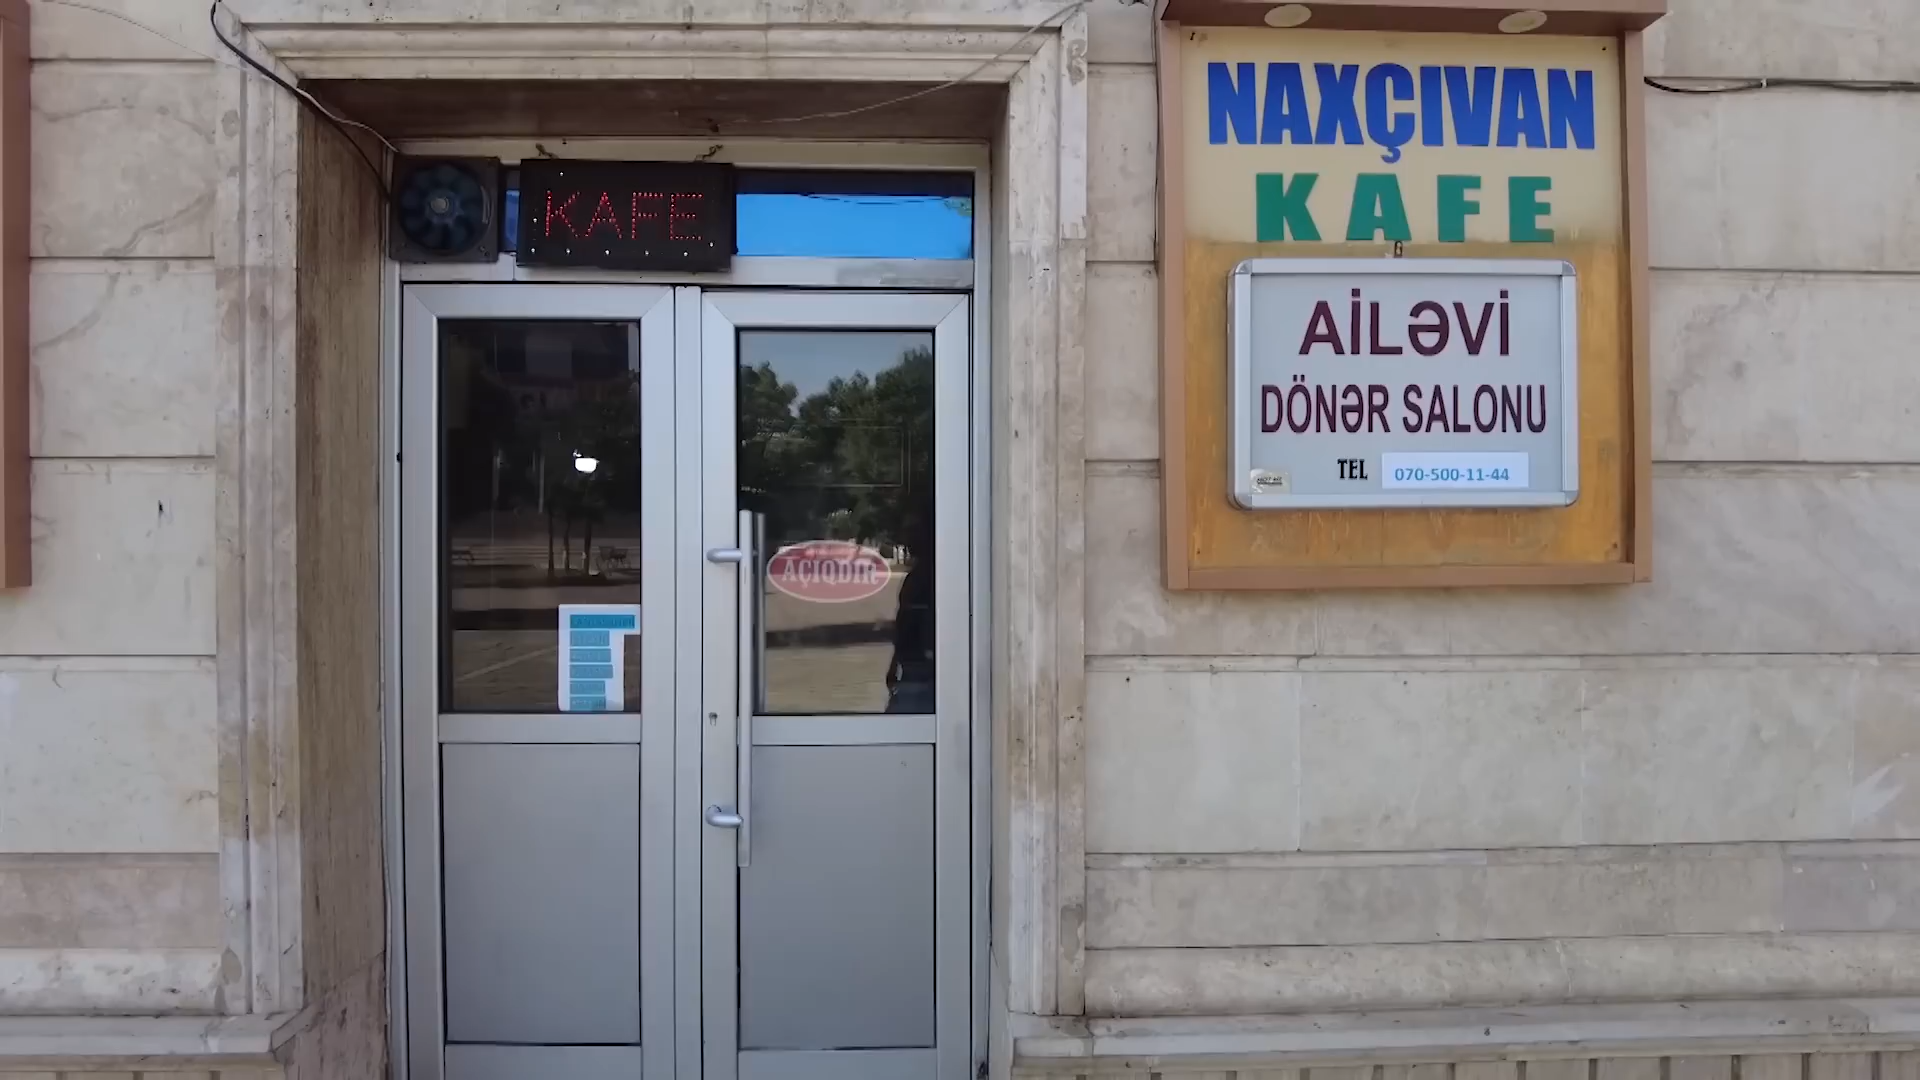 KAFE
NAXÇIVAN
KAFE
AİLƏVİ
DÖNƏR SALONU
TEL 070-500-11-44
AÇIQDIR